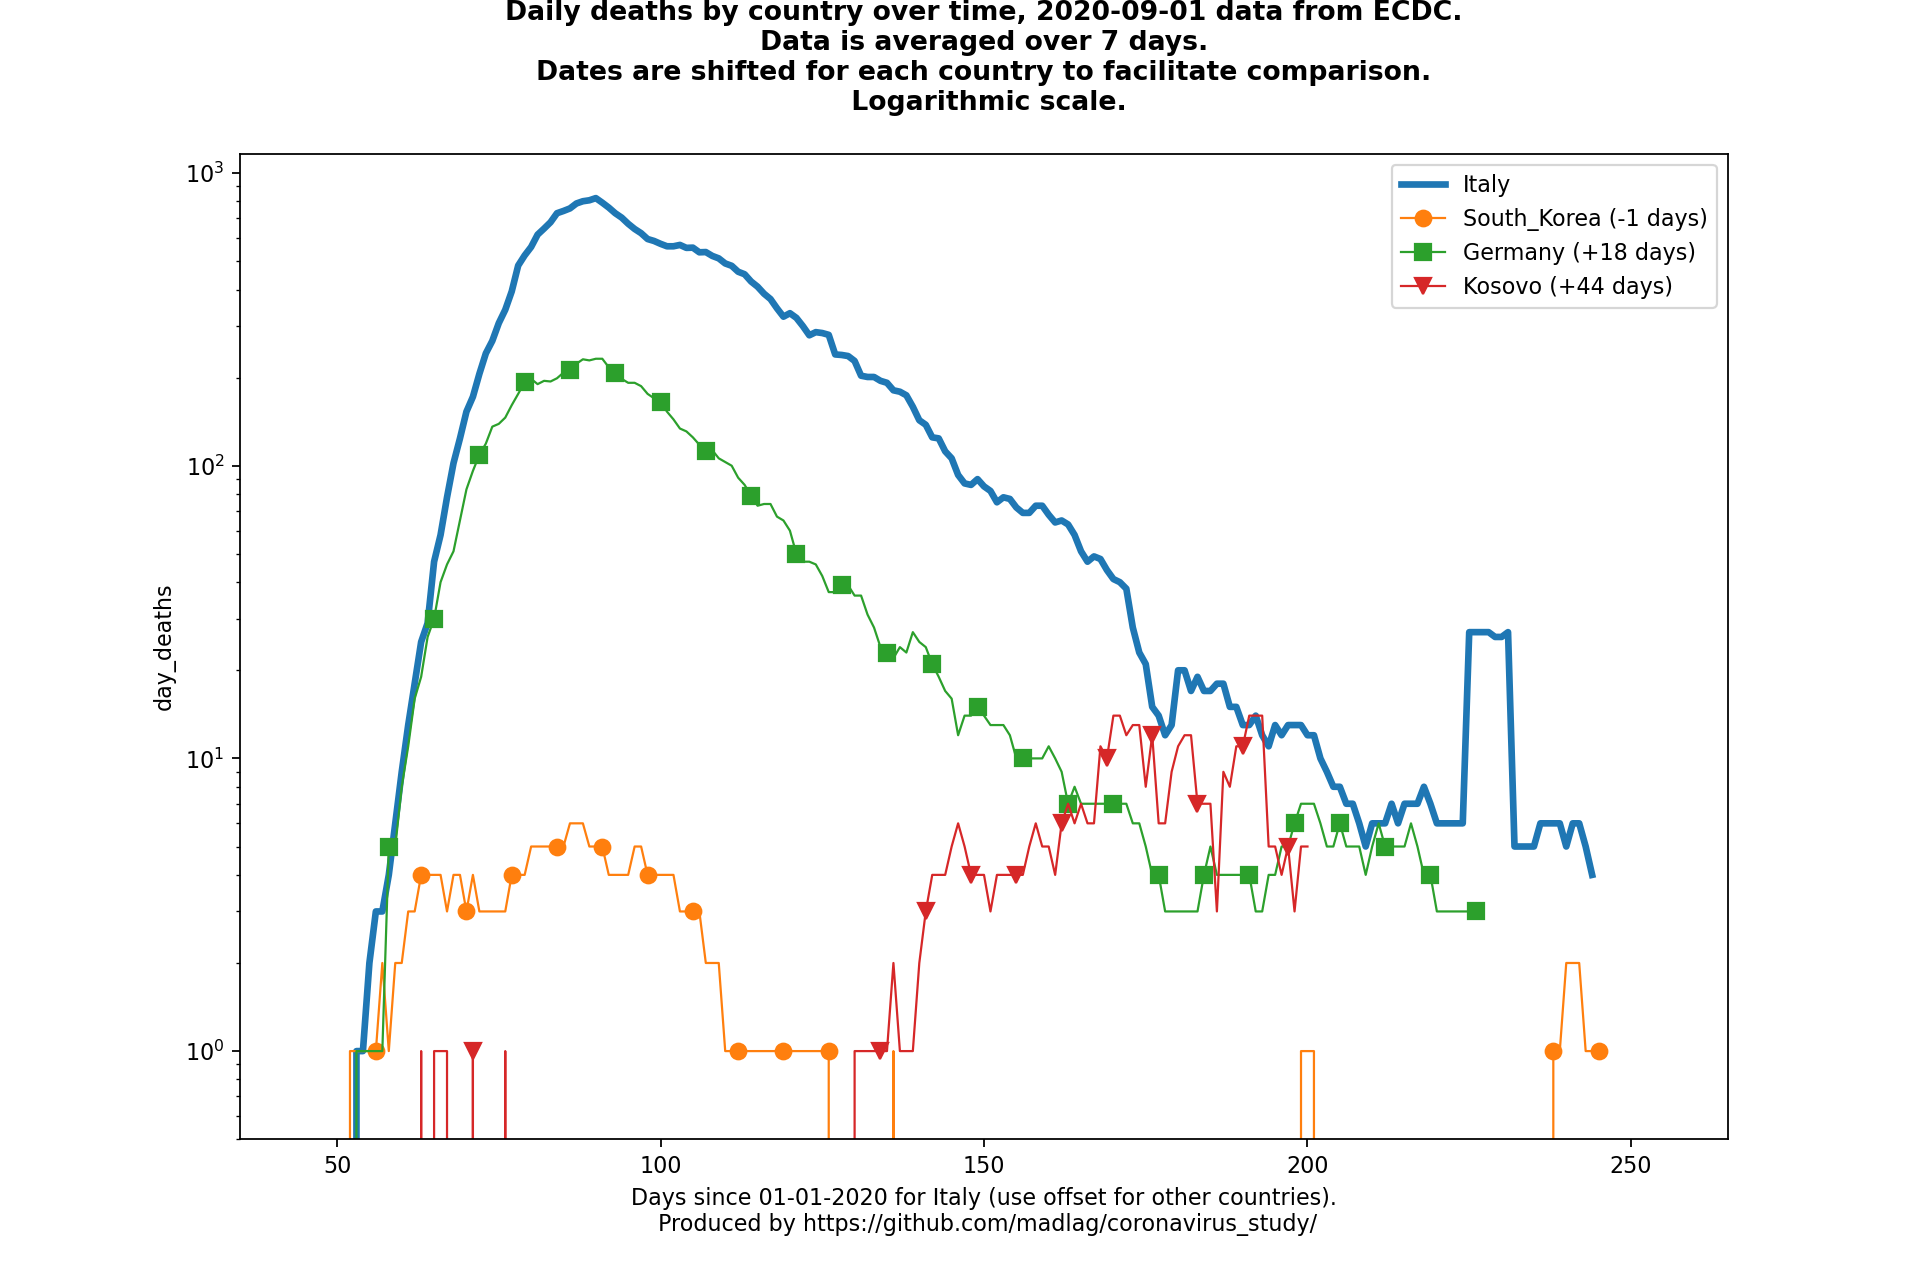 Daily deaths by country over time, 2020-09-01 data from ECDC.
Data is averaged over 7 days.
Dates are shifted for each country to facilitate comparison.
Logarithmic scale.
10³
10²
10¹
10⁰
day_deaths
Italy
South_Korea (-1 days)
Germany (+18 days)
Kosovo (+44 days)
50
100
150
200
250
Days since 01-01-2020 for Italy (use offset for other countries).
Produced by https://github.com/madlag/coronavirus_study/